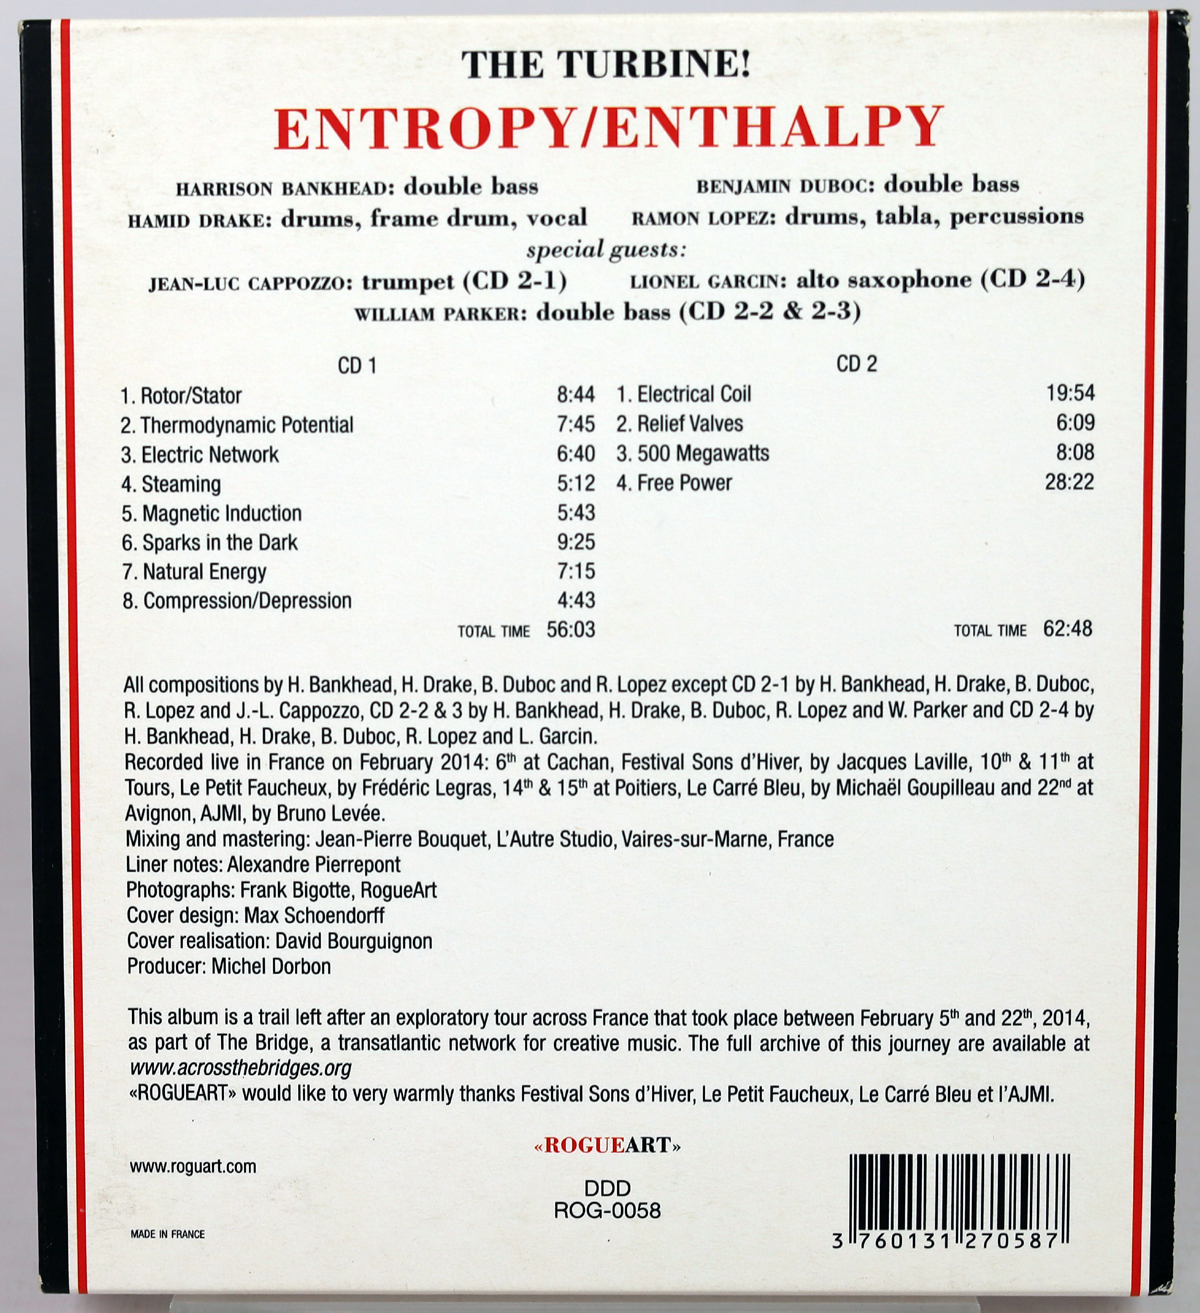 THE TURBINE!
ENTROPY/ENTHALPY
HARRISON BANKHEAD: double bass BENJAMIN DUBOC: double bass
HAMID DRAKE: drums, frame drum, vocal RAMON LOPEZ: drums, tabla, percussions
special guests:
JEAN-LUC CAPPOZZO: trumpet (CD 2-1) LIONEL GARCIN: alto saxophone (CD 2-4)
WILLIAM PARKER: double bass (CD 2-2 & 2-3)
CD 1
1. Rotor/Stator 8:44
2. Thermodynamic Potential 7:45
3. Electric Network 6:40
4. Steaming 5:12
5. Magnetic Induction 5:43
6. Sparks in the Dark 9:25
7. Natural Energy 7:15
8. Compression/Depression 4:43
TOTAL TIME 56:03
CD 2
1. Electrical Coil 19:54
2. Relief Valves 6:09
3. 500 Megawatts 8:08
4. Free Power 28:22
TOTAL TIME 62:48
All compositions by H. Bankhead, H. Drake, B. Duboc and R. Lopez except CD 2-1 by H. Bankhead, H. Drake, B. Duboc,
R. Lopez and J.-L. Cappozzo, CD 2-2 & 3 by H. Bankhead, H. Drake, B. Duboc, R. Lopez and W. Parker and CD 2-4 by
H. Bankhead, H. Drake, B. Duboc, R. Lopez and L. Garcin.
Recorded live in France on February 2014: 6th at Cachan, Festival Sons d'Hiver, by Jacques Laville, 10th & 11th at
Tours, Le Petit Faucheux, by Frédéric Legras, 14th & 15th at Poitiers, Le Carré Bleu, by Michaël Goupilleau and 22nd at
Avignon, AJMI, by Bruno Levée.
Mixing and mastering: Jean-Pierre Bouquet, L'Autre Studio, Vaires-sur-Marne, France
Liner notes: Alexandre Pierrepont
Photographs: Frank Bigotte, RogueArt
Cover design: Max Schoendorff
Cover realisation: David Bourguignon
Producer: Michel Dorbon
This album is a trail left after an exploratory tour across France that took place between February 5th and 22th, 2014,
as part of The Bridge, a transatlantic network for creative music. The full archive of this journey are available at
www.acrossthebridges.org
«ROGUEART» would like to very warmly thanks Festival Sons d'Hiver, Le Petit Faucheux, Le Carré Bleu et l'AJMI.
«ROGUEART»
www.roguart.com
DDD
ROG-0058
MADE IN FRANCE
3 760131 270587